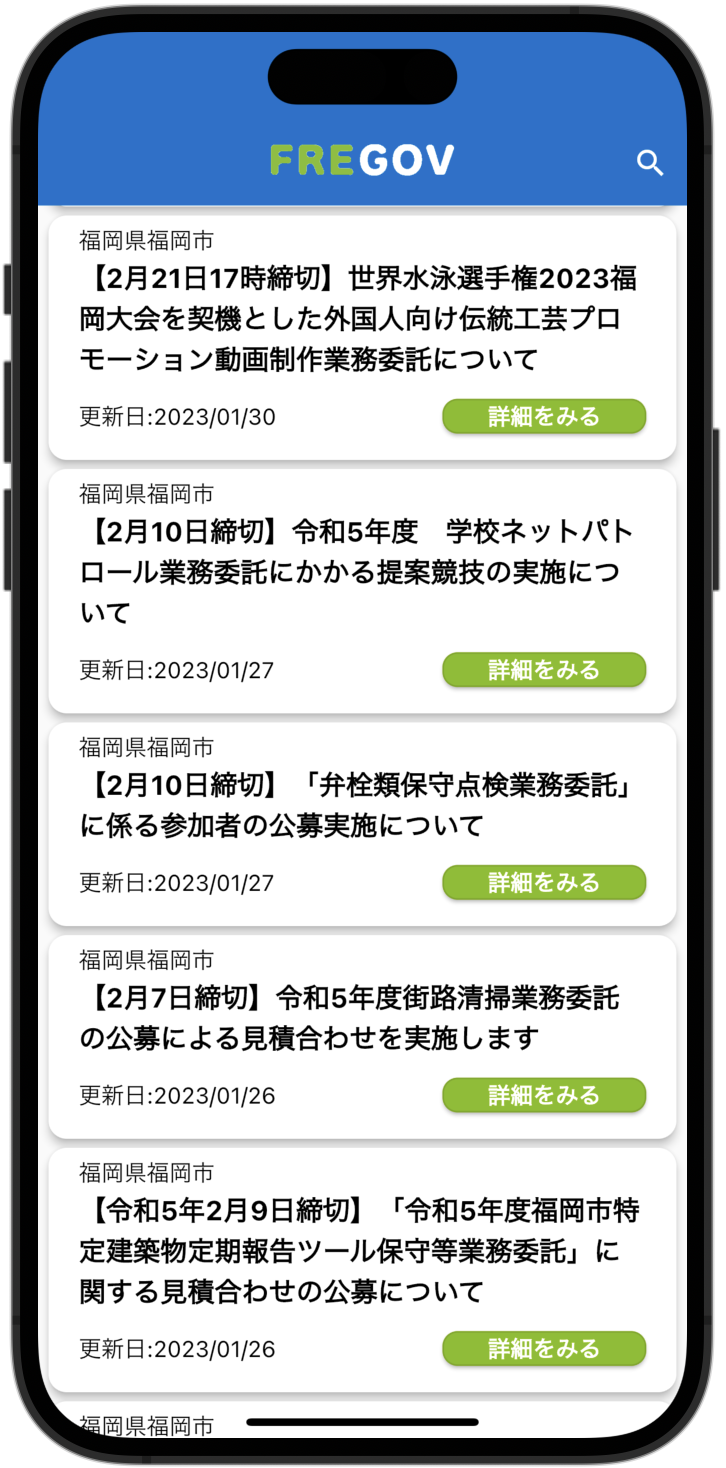 FREGOV
福岡県福岡市
【2月21日17時締切】世界水泳選手権2023福
岡大会を契機とした外国人向け伝統工芸プロ
モーション動画制作業務委託について
更新日:2023/01/30 詳細をみる
福岡県福岡市
【2月10日締切】令和5年度　学校ネットパト
ロール業務委託にかかる提案競技の実施につ
いて
更新日:2023/01/27 詳細をみる
福岡県福岡市
【2月10日締切】「弁栓類保守点検業務委託」
に係る参加者の公募実施について
更新日:2023/01/27 詳細をみる
福岡県福岡市
【2月7日締切】令和5年度街路清掃業務委託
の公募による見積合わせを実施します
更新日:2023/01/26 詳細をみる
福岡県福岡市
【令和5年2月9日締切】「令和5年度福岡市特
定建築物定期報告ツール保守等業務委託」に
関する見積合わせの公募について
更新日:2023/01/26 詳細をみる
福岡県福岡市